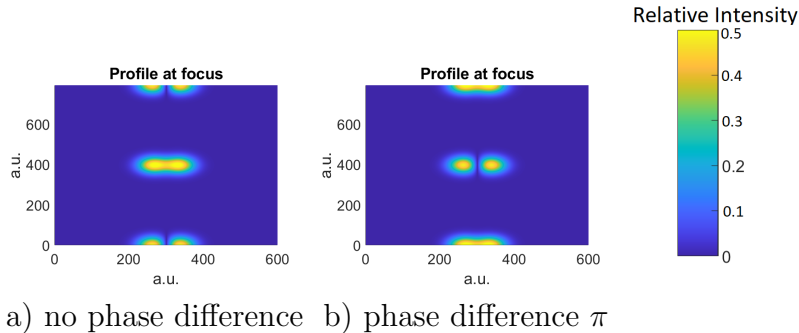 Relative Intensity
Profile at focus
600
400
200
0
a.u.
0 200 400 600
a.u.
Profile at focus
600
400
200
0
a.u.
0 200 400 600
a.u.
0.5
0.4
0.3
0.2
0.1
0
a) no phase difference
b) phase difference π